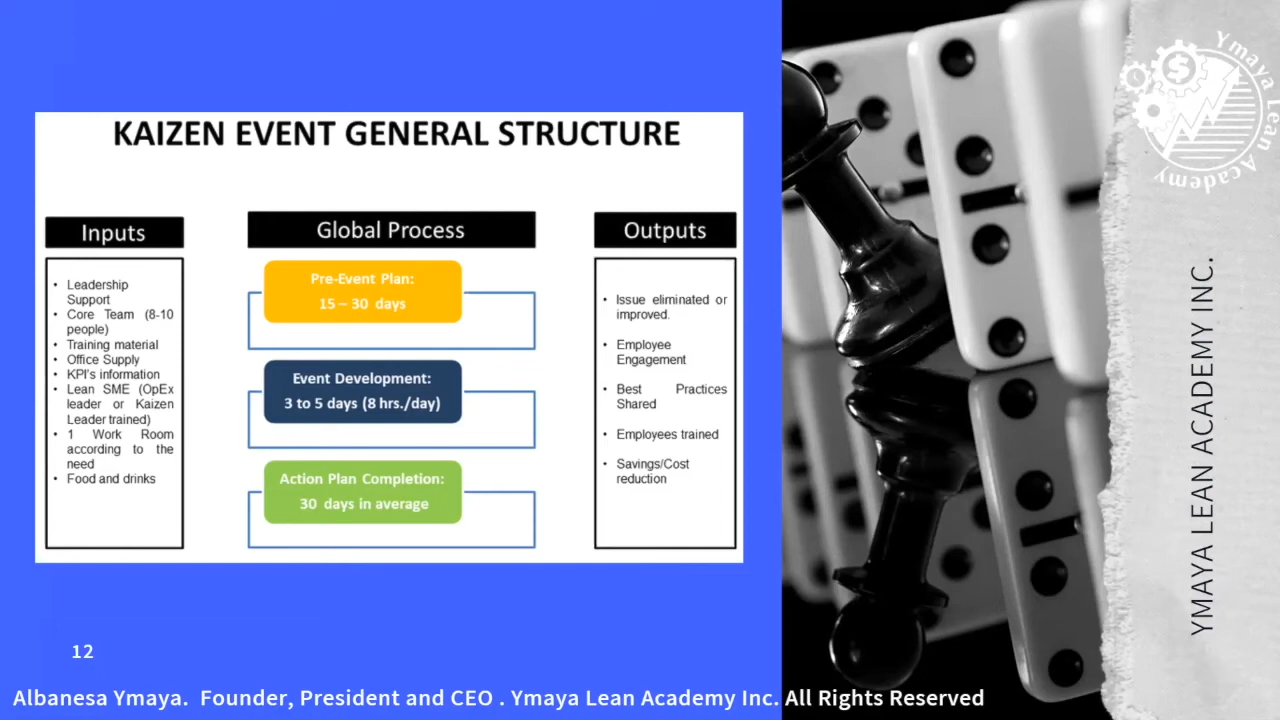 KAIZEN EVENT GENERAL STRUCTURE
Inputs
• Leadership
Support
• Core Team (8-10
people)
• Training material
• Office Supply
• KPI's information
• Lean SME (OpEx
leader or Kaizen
Leader trained)
• 1 Work Room
according to the
need
• Food and drinks
Global Process
Pre-Event Plan:
15 – 30 days
Event Development:
3 to 5 days (8 hrs./day)
Action Plan Completion:
30 days in average
Outputs
• Issue eliminated or
improved.
• Employee
Engagement
• Best Practices
Shared
• Employees trained
• Savings/Cost
reduction
Ymaya Lean Academy
$
YMAYA LEAN ACADEMY INC.
12
Albanesa Ymaya. Founder, President and CEO . Ymaya Lean Academy Inc. All Rights Reserved